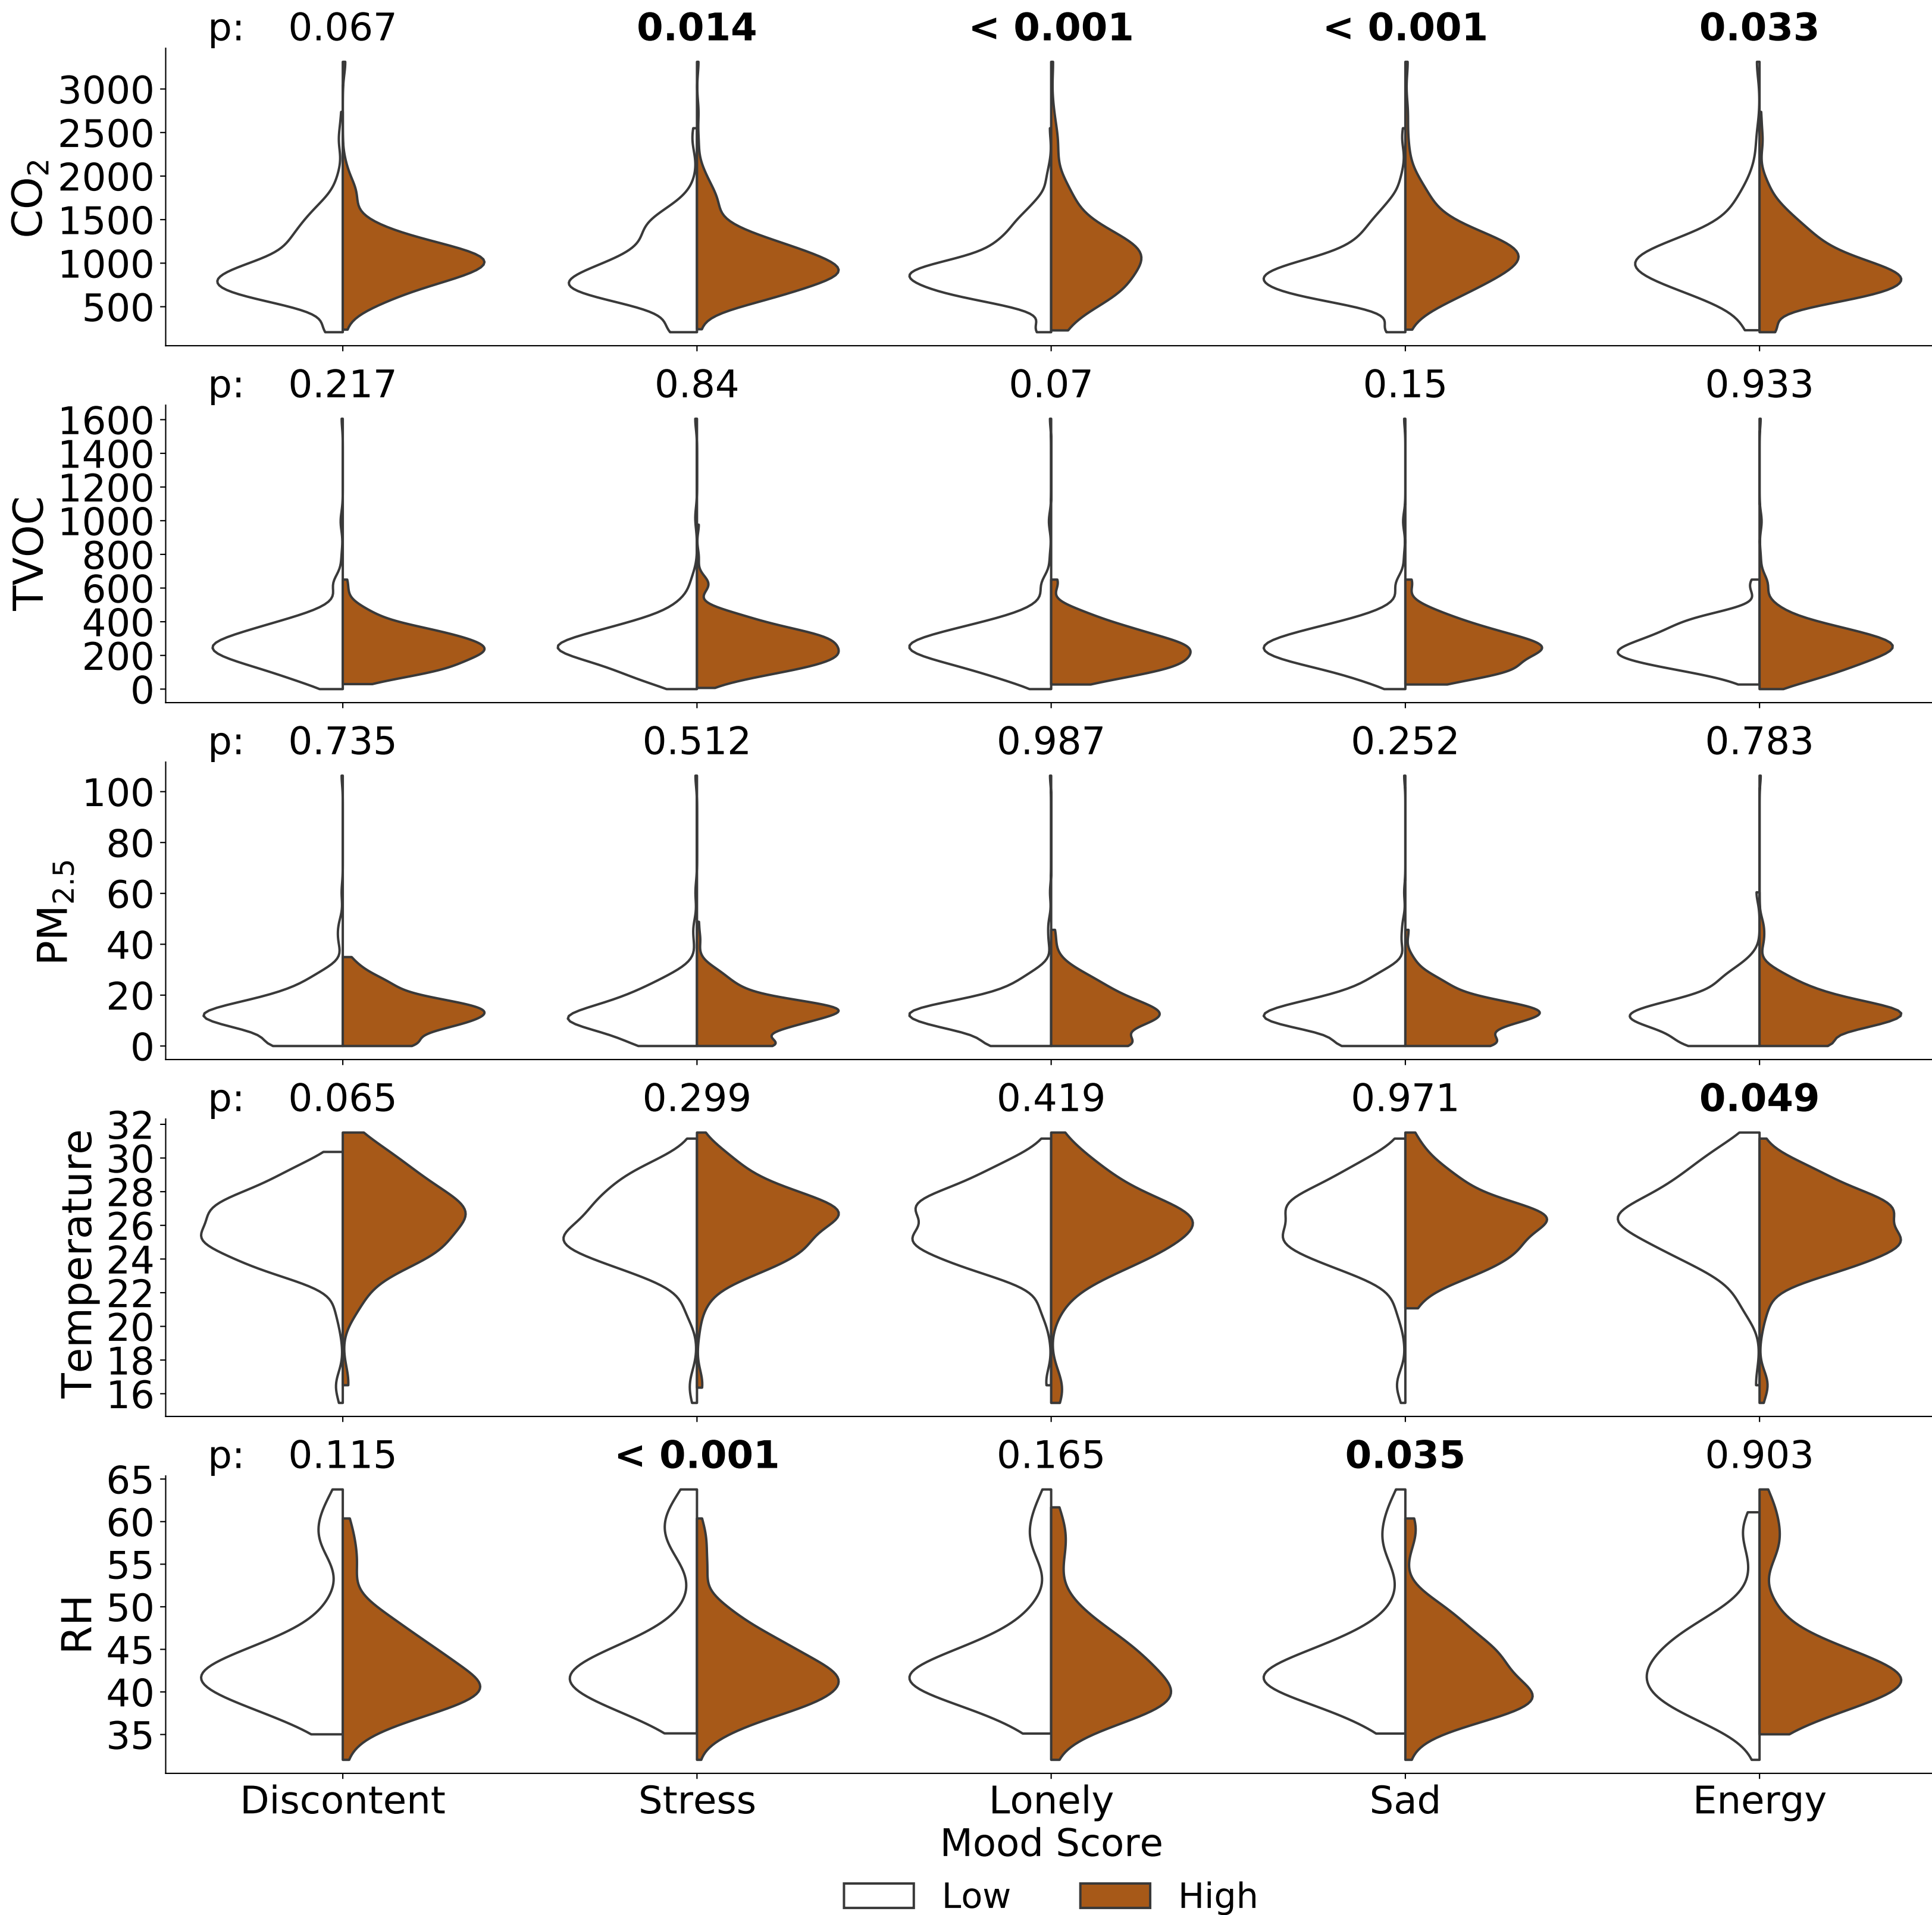 p: 0.067 0.014 < 0.001 < 0.001 0.033
CO2
3000
2500
2000
1500
1000
500
p: 0.217 0.84 0.07 0.15 0.933
TVOC
1600
1400
1200
1000
800
600
400
200
0
p: 0.735 0.512 0.987 0.252 0.783
PM2.5
100
80
60
40
20
0
p: 0.065 0.299 0.419 0.971 0.049
Temperature
32
30
28
26
24
22
20
18
16
p: 0.115 < 0.001 0.165 0.035 0.903
RH
65
60
55
50
45
40
35
Discontent Stress Lonely Sad Energy
Mood Score
Low High